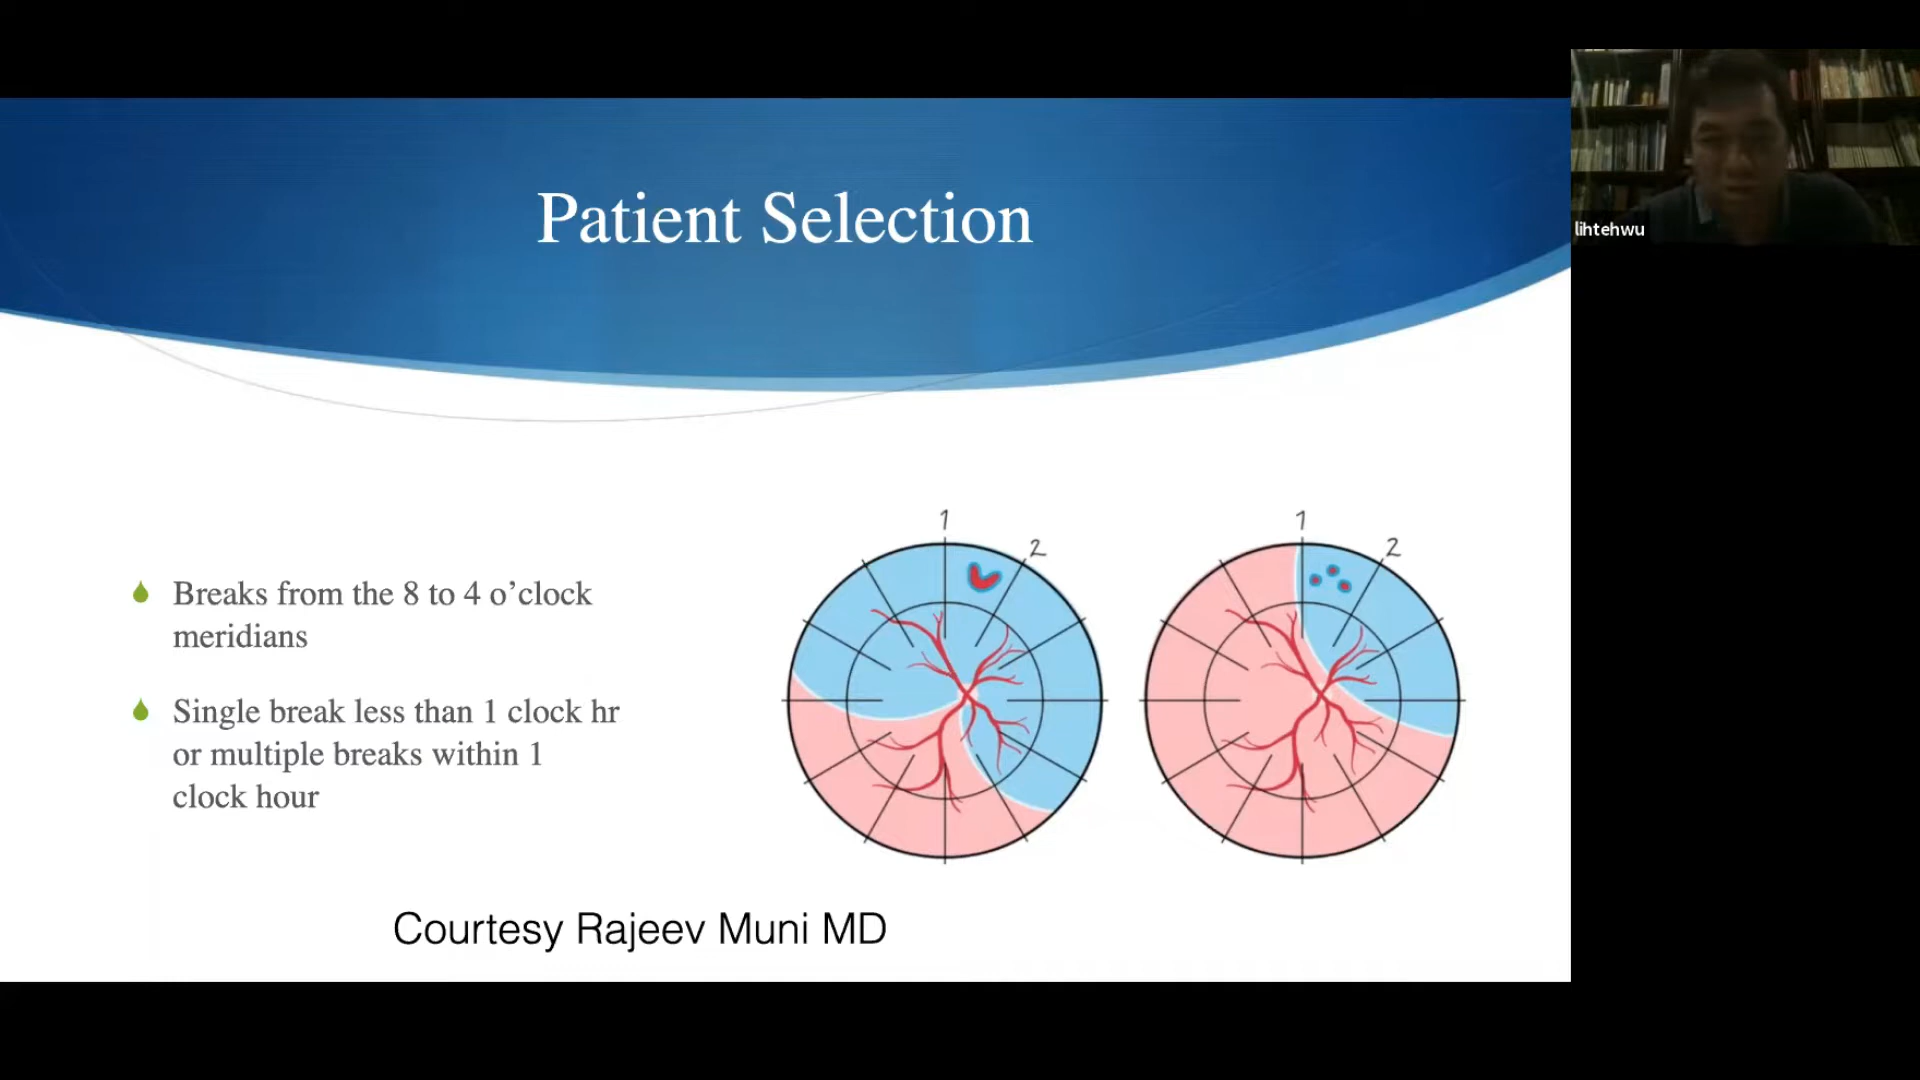 Patient Selection
lihtehwu
Breaks from the 8 to 4 o’clock
meridians
Single break less than 1 clock hr
or multiple breaks within 1
clock hour
1
2
1
2
Courtesy Rajeev Muni MD